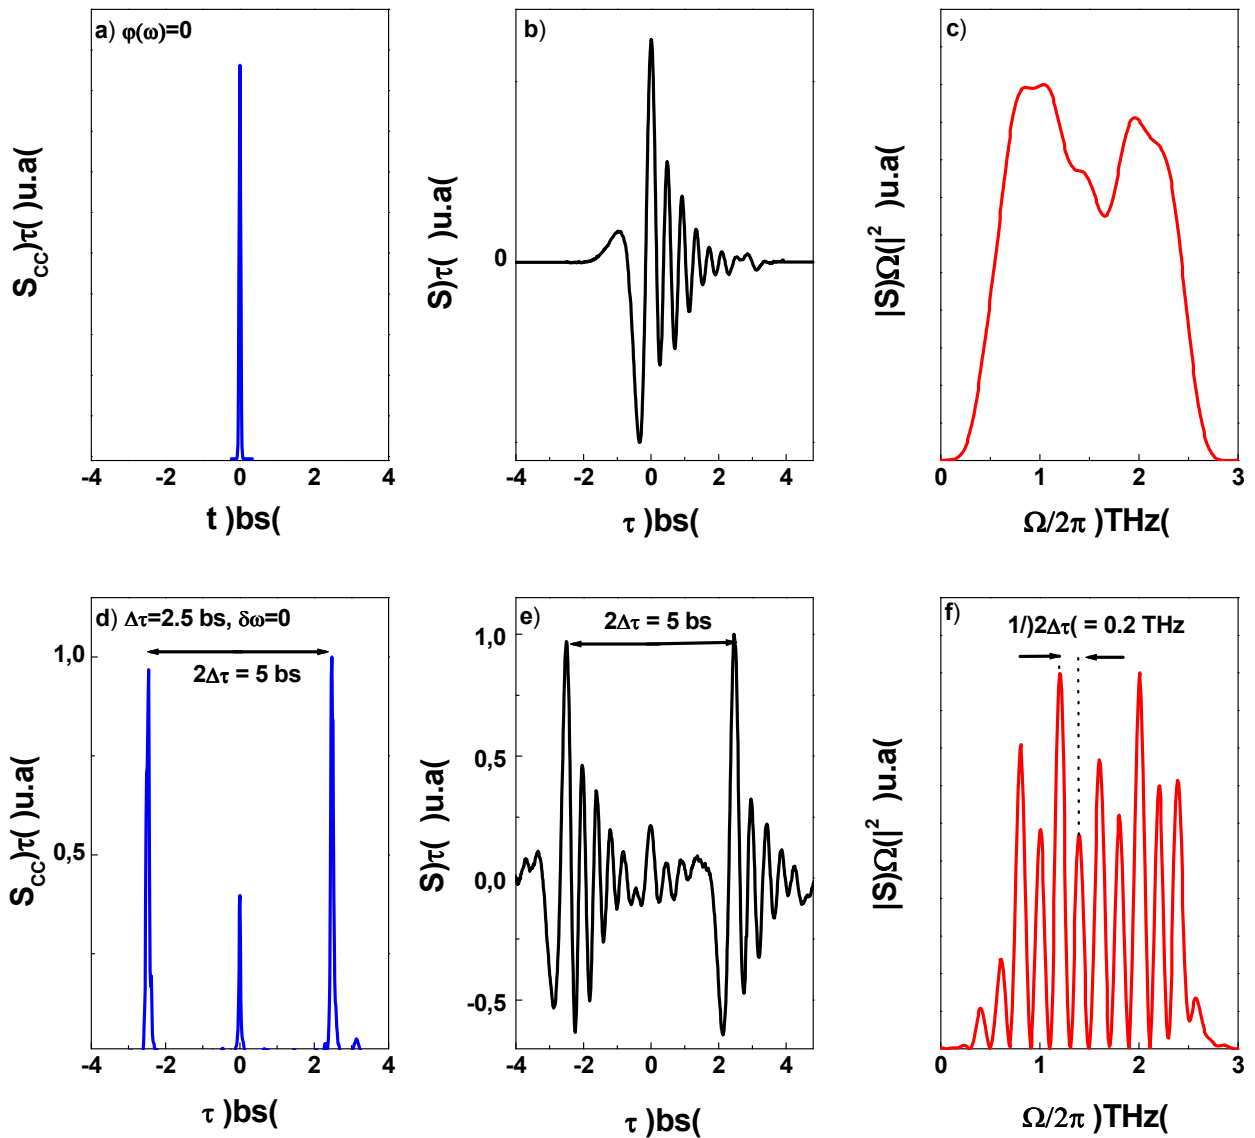 a) φ(ω)=0
S_CC)τ( )u.a(
-4 -2 0 2 4
t )bs(
b)
S)τ( )u.a(
0
-4 -2 0 2 4
τ )bs(
c)
|S)Ω(|² )u.a(
0 1 2 3
Ω/2π )THz(
d) Δτ=2.5 bs, δω=0
2Δτ = 5 bs
S_CC)τ( )u.a(
1,0
0,5
-4 -2 0 2 4
τ )bs(
e)
2Δτ = 5 bs
S)τ( )u.a(
1,0
0,5
0,0
-0,5
-4 -2 0 2 4
τ )bs(
f)
1/)2Δτ( = 0.2 THz
|S)Ω(|² )u.a(
0 1 2 3
Ω/2π )THz(